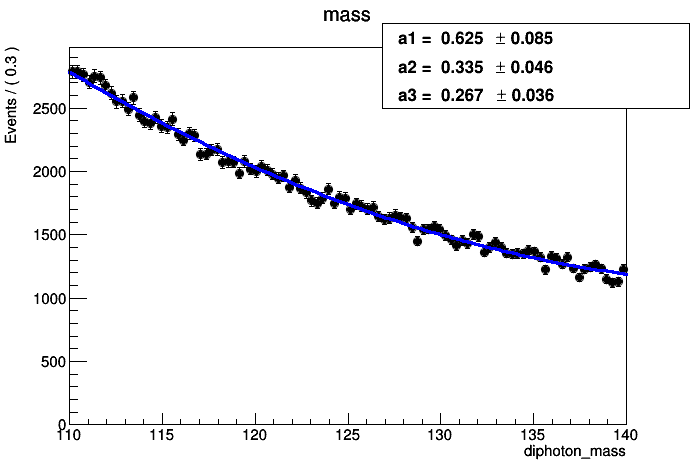 mass
a1 = 0.625 ± 0.085
a2 = 0.335 ± 0.046
a3 = 0.267 ± 0.036
Events / ( 0.3 )
2500
2000
1500
1000
500
0
110 115 120 125 130 135 140
diphoton_mass